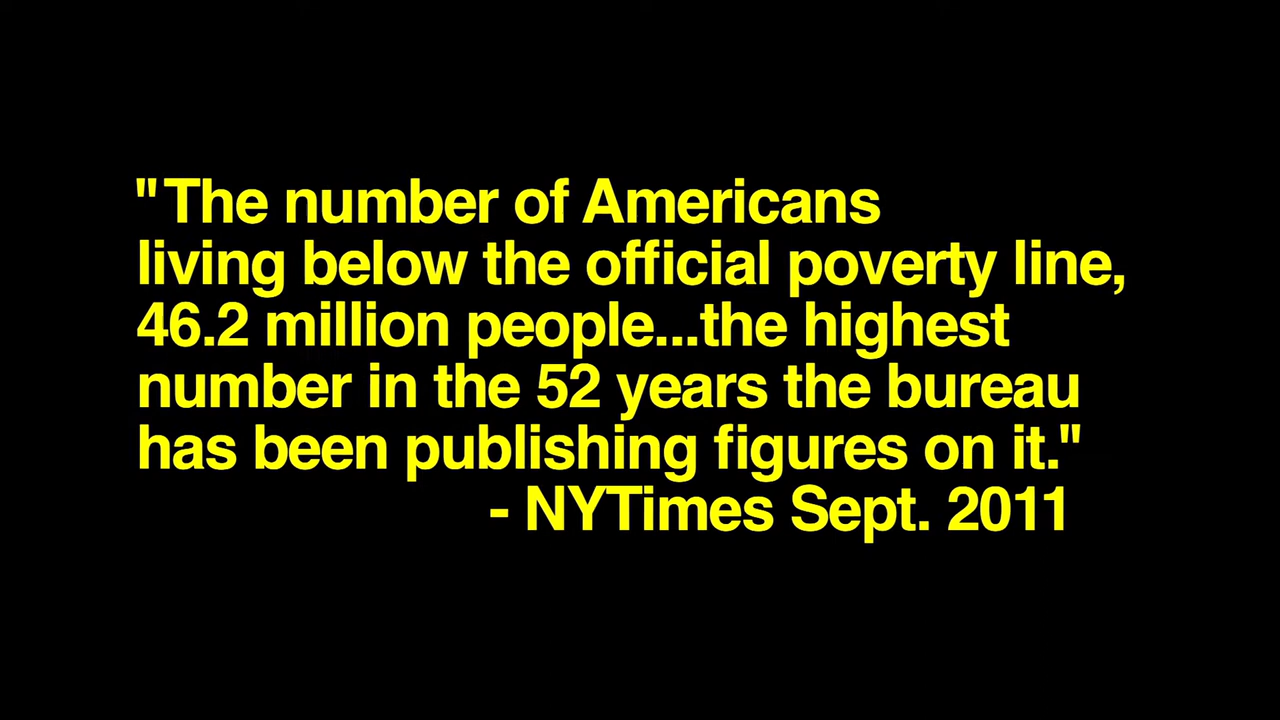 "The number of Americans
living below the official poverty line,
46.2 million people...the highest
number in the 52 years the bureau
has been publishing figures on it."
- NYTimes Sept. 2011